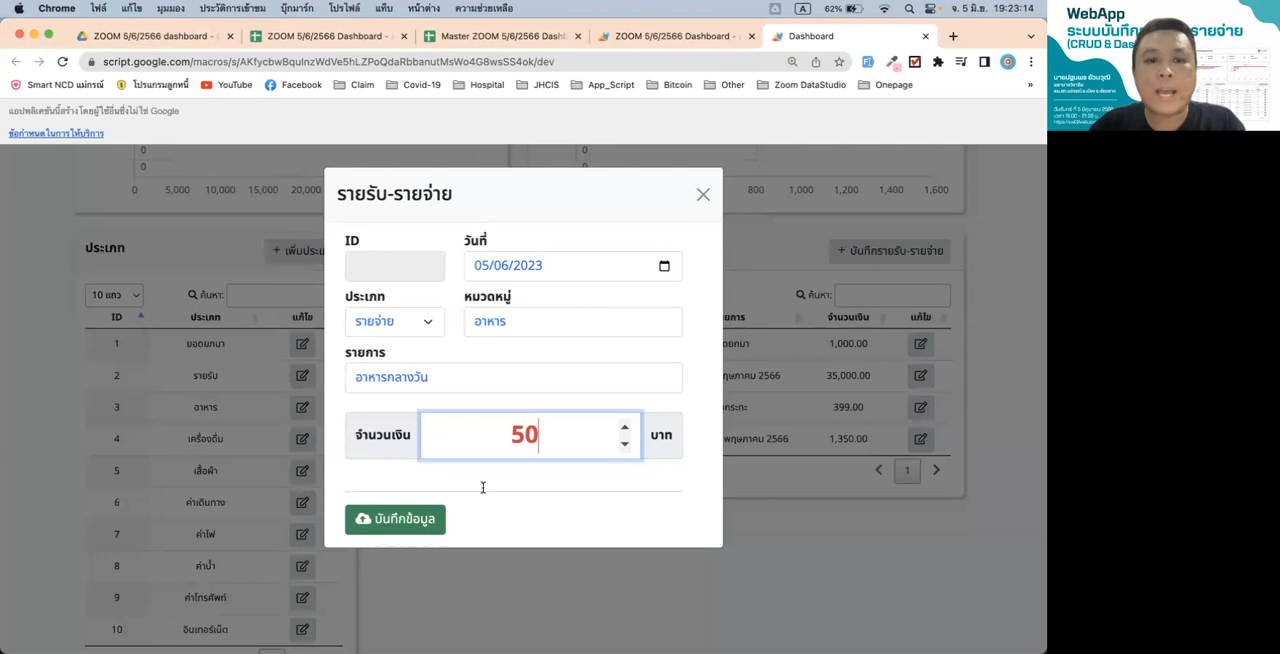 Chrome ไฟล์ แก้ไข มุมมอง ประวัติการเข้าชม บุ๊กมาร์ก โปรไฟล์ แท็บ หน้าต่าง ความช่วยเหลือ
A 62% จ. 5 มิ.ย. 19:23:14
ZOOM 5/6/2566 dashboard -
ZOOM 5/6/2566 Dashboard -
Master ZOOM 5/6/2566 Dashb
ZOOM 5/6/2566 dashboard -
Dashboard
script.google.com/macros/s/AKfycbwBquInzWdVe5hLZPoQdaRbbanutMsWo4G8wsSS4ok/dev
Smart NCD แม่กรณ์ โปรแกรมลูกหนี้ YouTube Facebook Claim Covid-19 Hospital JHCIS App_Script Bitcoin Other Zoom DataStudio Onepage »
แอปพลิเคชันนี้สร้างโดยผู้ใช้อื่นซึ่งไม่ใช่ Google
ข้อกำหนดในการให้บริการ
0 0
0 0
0 5,000 10,000 15,000 20,000 800 1,000 1,200 1,400 1,600
ประเภท
+ เพิ่มประเ
+ บันทึกรายรับ-รายจ่าย
10 แถว
ค้นหา:
ค้นหา:
ID ประเภท แก้ไข
1 ยอดยกมา
2 รายรับ
3 อาหาร
4 เครื่องดื่ม
5 เสื้อผ้า
6 ค่าเดินทาง
7 ค่าไฟ
8 ค่าน้ำ
9 ค่าโทรศัพท์
10 อินเทอร์เน็ต
จำนวนเงิน แก้ไข
1,000.00
35,000.00
399.00
1,350.00
1
รายรับ-รายจ่าย
ID
วันที่
05/06/2023
ประเภท
หมวดหมู่
รายจ่าย
อาหาร
รายการ
อาหารกลางวัน
จำนวนเงิน 50 บาท
บันทึกข้อมูล
WebApp
(CRUD & Das